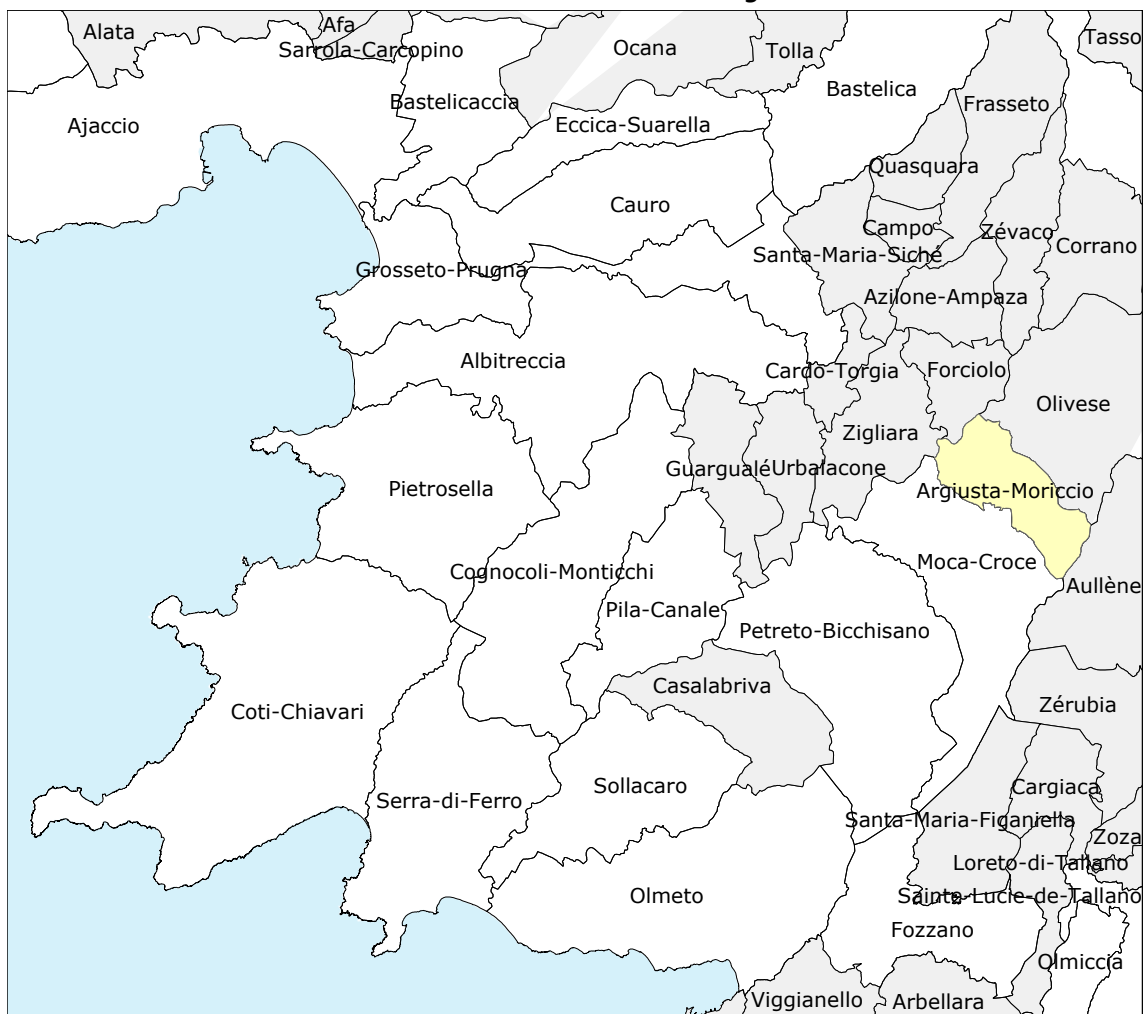 Alata
Afa
Sarrola-Carcopino
Ocana
Tolla
Tasso
Ajaccio
Bastelicaccia
Eccica-Suarella
Bastelica
Frasseto
Quasquara
Cauro
Campo
Zévaco
Corrano
Santa-Maria-Siché
Grosseto-Prugna
Azilone-Ampaza
Albitreccia
Cardo-Torgia
Forciolo
Olivese
Zigliara
Guargualé
Urbalacone
Pietrosella
Argiusta-Moriccio
Cognocoli-Monticchi
Moca-Croce
Aullène
Pila-Canale
Petreto-Bicchisano
Casalabriva
Coti-Chiavari
Zérubia
Sollacaro
Cargiaca
Serra-di-Ferro
Santa-Maria-Figaniella
Zoza
Loreto-di-Tallano
Olmeto
Sainte-Lucie-de-Tallano
Fozzano
Olmiccia
Viggianello
Arbellara